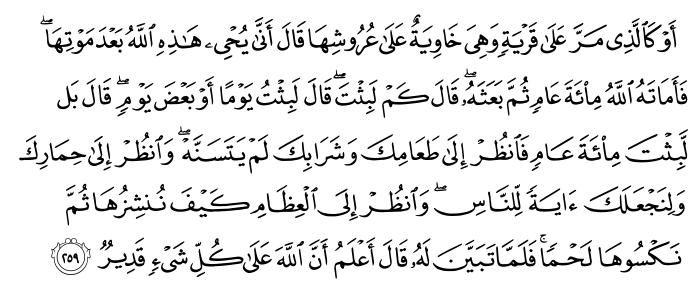 أَوۡ كَٱلَّذِي مَرَّ عَلَىٰ قَرۡيَةٖ وَهِيَ خَاوِيَةٌ عَلَىٰ عُرُوشِهَا قَالَ أَنَّىٰ يُحۡيِۦ هَٰذِهِ ٱللَّهُ بَعۡدَ مَوۡتِهَاۖ
فَأَمَاتَهُ ٱللَّهُ مِاْئَةَ عَامٖ ثُمَّ بَعَثَهُۥۖ قَالَ كَمۡ لَبِثۡتَۖ قَالَ لَبِثۡتُ يَوۡمًا أَوۡ بَعۡضَ يَوۡمٖۖ قَالَ بَل
لَّبِثۡتَ مِاْئَةَ عَامٖ فَٱنظُرۡ إِلَىٰ طَعَامِكَ وَشَرَابِكَ لَمۡ يَتَسَنَّهۡۖ وَٱنظُرۡ إِلَىٰ حِمَارِكَ
وَلِنَجۡعَلَكَ ءَايَةٗ لِّلنَّاسِۖ وَٱنظُرۡ إِلَى ٱلۡعِظَامِ كَيۡفَ نُنشِزُهَا ثُمَّ
نَكۡسُوهَا لَحۡمٗاۚ فَلَمَّا تَبَيَّنَ لَهُۥ قَالَ أَعۡلَمُ أَنَّ ٱللَّهَ عَلَىٰ كُلِّ شَيۡءٖ قَدِيرٞ ٢٥٩